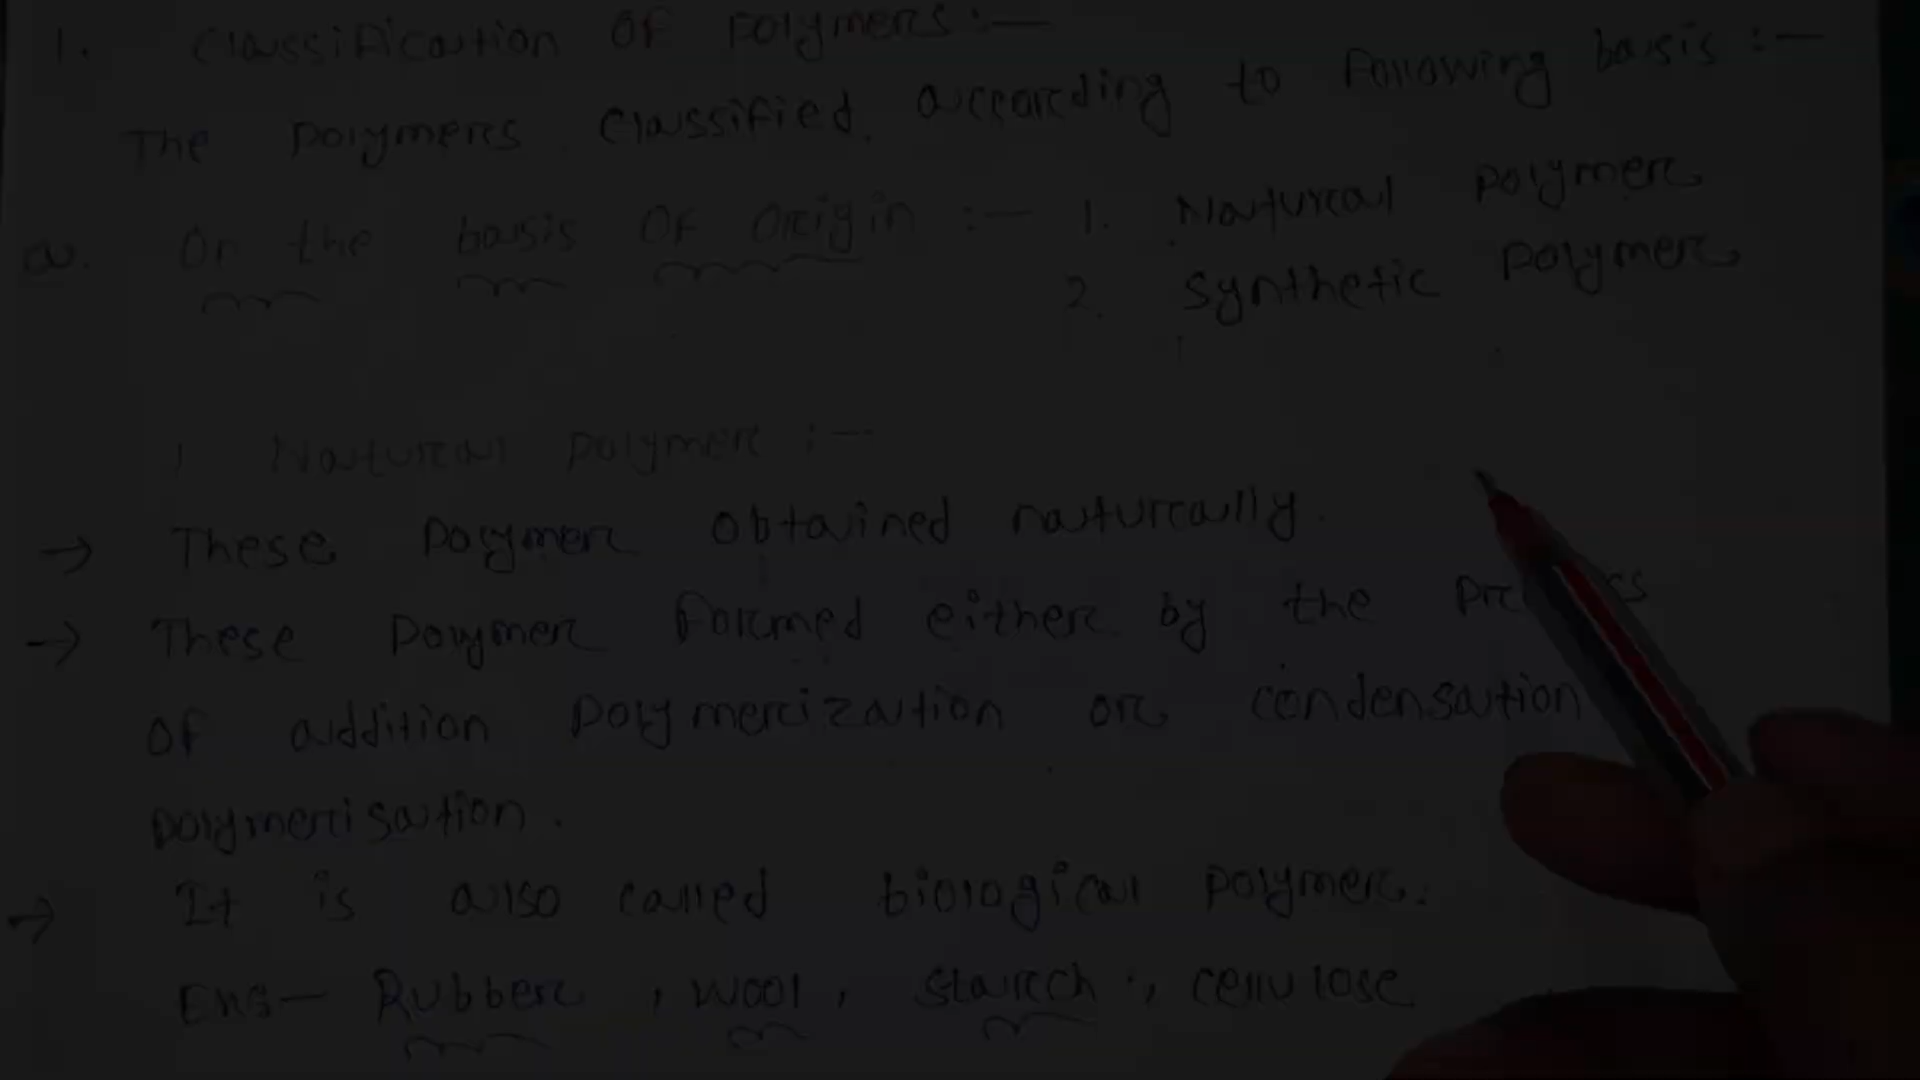 1. Classification of Polymers :-
The polymers classified according to following basis :-
a. On the basis of origin :- 1. Natural polymer
2. Synthetic polymer
1 Natural polymer :-
→ These polymer obtained naturally.
→ These polymer formed either by the
of addition polymerization or condensation
polymerisation.
→ It is also called biological polymer.
Eng- Rubber, wool, starch, cellulose